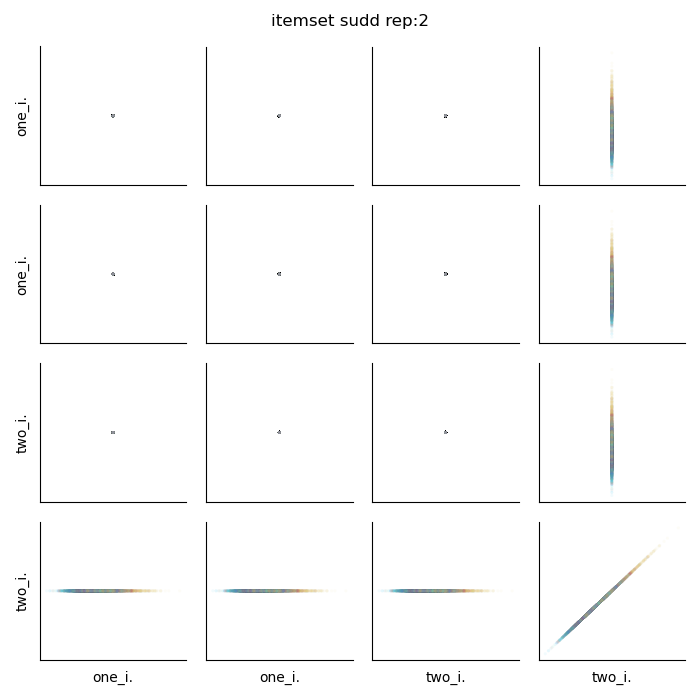 itemset sudd rep:2
one_i.
one_i.
two_i.
two_i.
one_i. one_i. two_i. two_i.